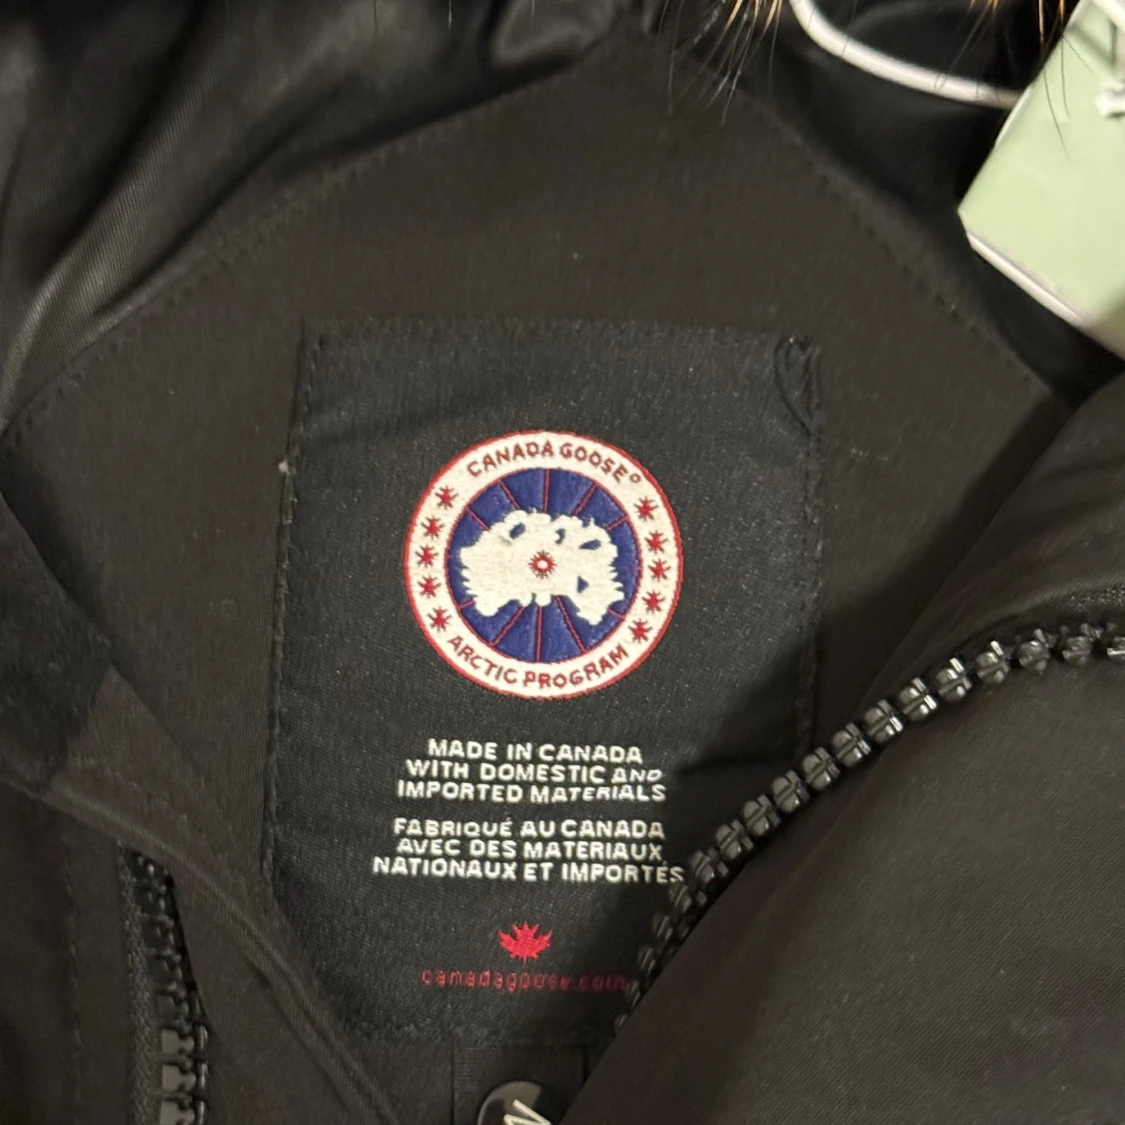 CANADA GOOSE®
ARCTIC PROGRAM
MADE IN CANADA
WITH DOMESTIC AND
IMPORTED MATERIALS
FABRIQUÉ AU CANADA
AVEC DES MATERIAUX
NATIONAUX ET IMPORTÉS
canadagoose.com